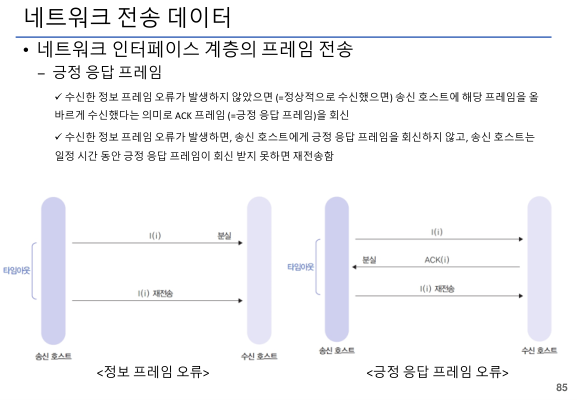 네트워크 전송 데이터
• 네트워크 인터페이스 계층의 프레임 전송
– 긍정 응답 프레임
✓ 수신한 정보 프레임 오류가 발생하지 않았으면 (=정상적으로 수신했으면) 송신 호스트에 해당 프레임을 올
바르게 수신했다는 의미로 ACK 프레임 (=긍정 응답 프레임)을 회신
✓ 수신한 정보 프레임 오류가 발생하면, 송신 호스트에게 긍정 응답 프레임을 회신하지 않고, 송신 호스트는
일정 시간 동안 긍정 응답 프레임이 회신 받지 못하면 재전송함
I(i) 분실
타임아웃
I(i) 재전송
송신 호스트 수신 호스트
<정보 프레임 오류>
I(i)
분실 ACK(i)
타임아웃
I(i) 재전송
송신 호스트 수신 호스트
<긍정 응답 프레임 오류>
85